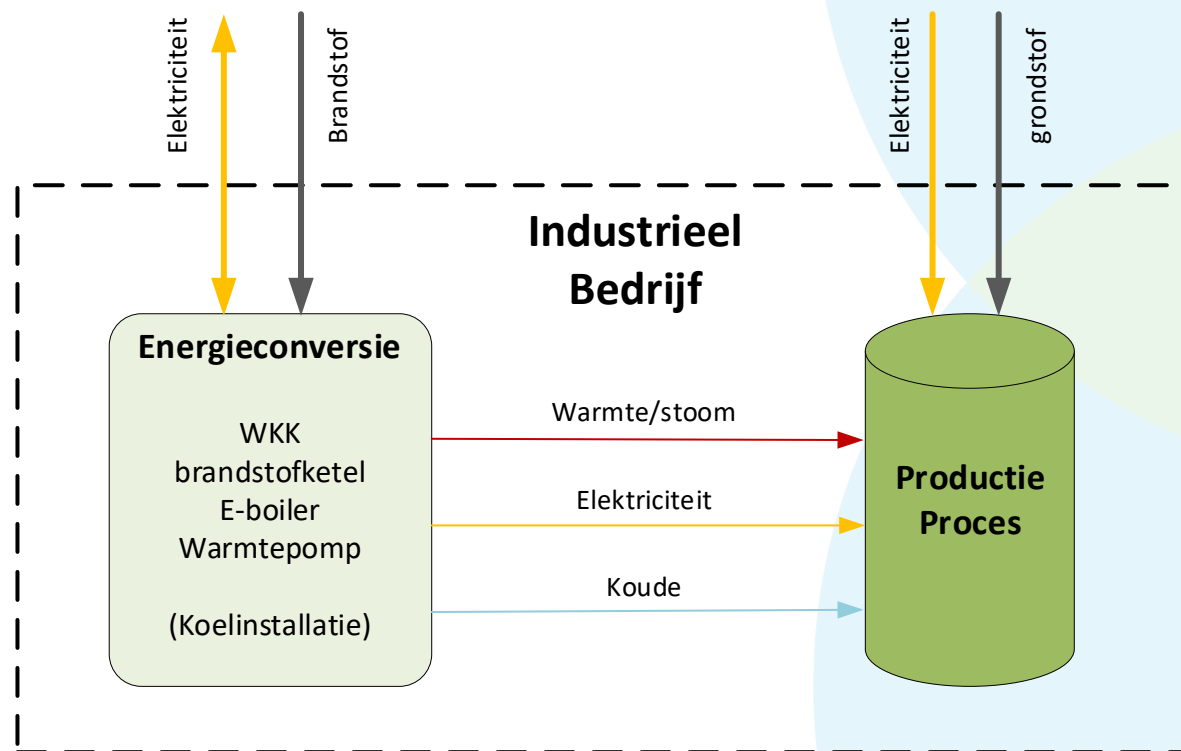 Elektriciteit
Brandstof
Elektriciteit
grondstof
Industrieel
Bedrijf
Energieconversie
WKK
brandstofketel
E-boiler
Warmtepomp
(Koelinstallatie)
Warmte/stoom
Elektriciteit
Koude
Productie
Proces